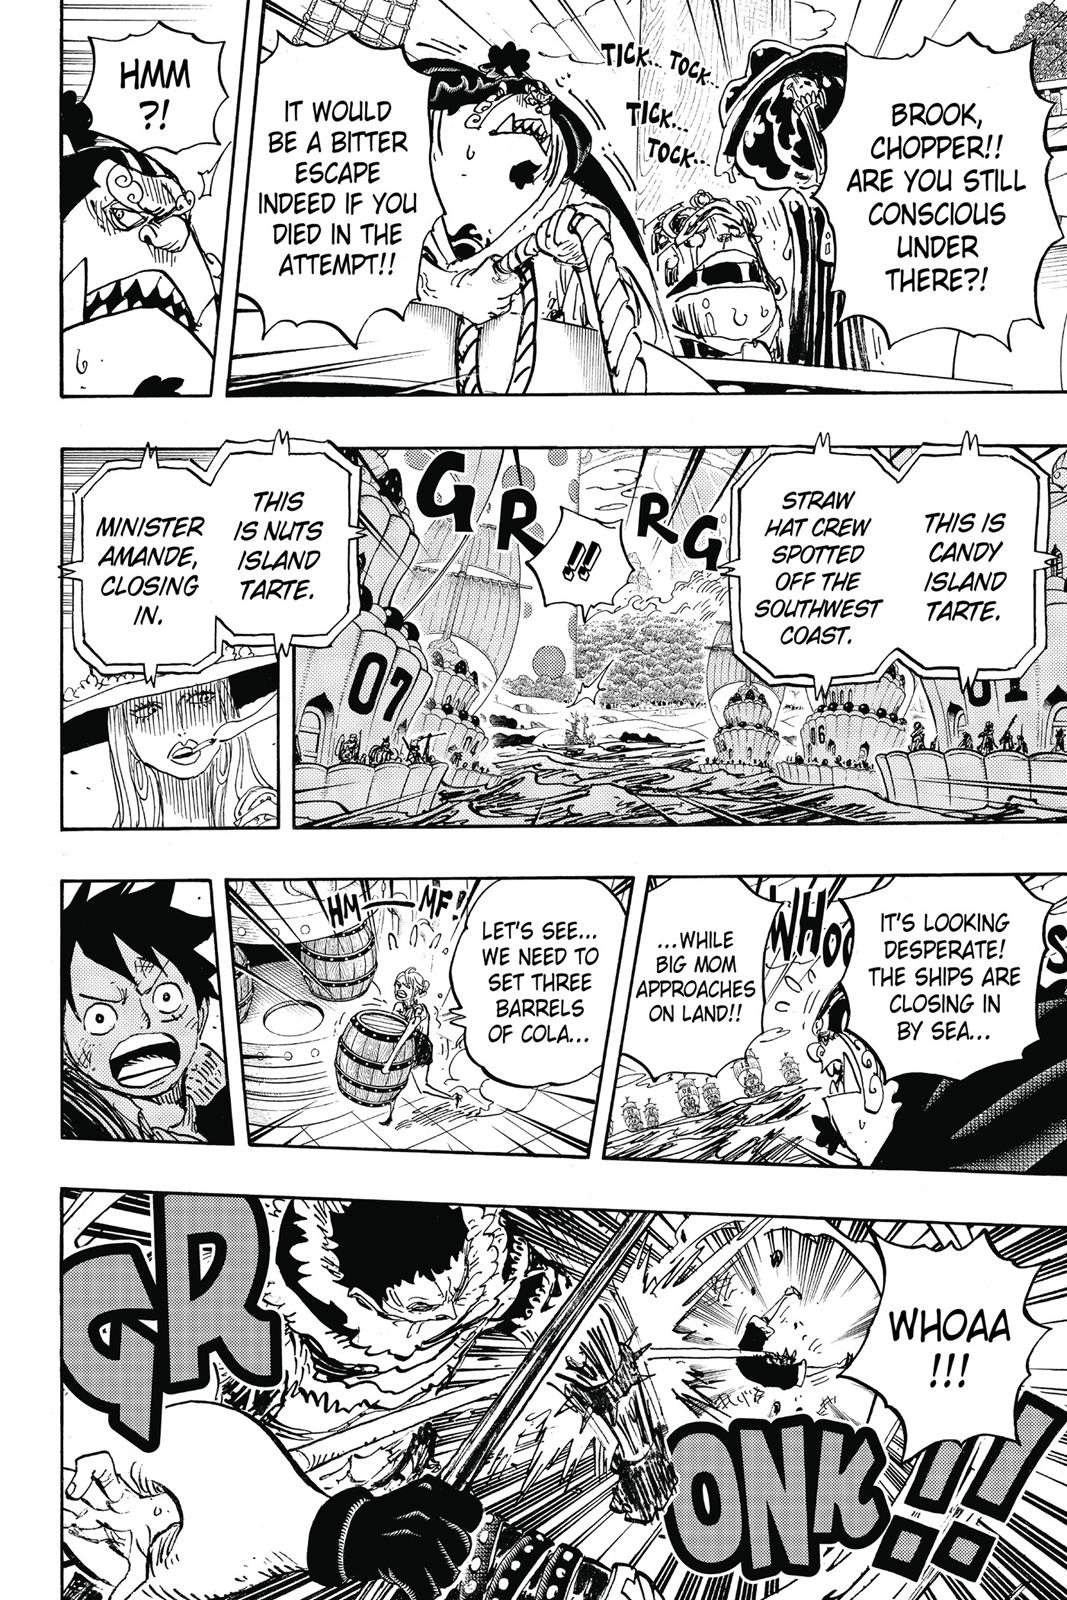 BROOK,
CHOPPER!!
ARE YOU STILL
CONSCIOUS
UNDER
THERE?!
TICK... TOCK...
TICK...
TOCK...
IT WOULD
BE A BITTER
ESCAPE
INDEED IF YOU
DIED IN THE
ATTEMPT!!
HMM
?!
THIS IS
CANDY
ISLAND
TARTE.
STRAW
HAT CREW
SPOTTED
OFF THE
SOUTHWEST
COAST.
GR
RG
!!
07
16
01
THIS
IS NUTS
ISLAND
TARTE.
MINISTER
AMANDE,
CLOSING
IN.
IT'S LOOKING
DESPERATE!
THE SHIPS ARE
CLOSING IN
BY SEA...
WHOO
...WHILE
BIG MOM
APPROACHES
ON LAND!!
LET'S SEE...
WE NEED TO
SET THREE
BARRELS
OF COLA...
HM—MF!
WHOAA
!!!
GR
ONK!!